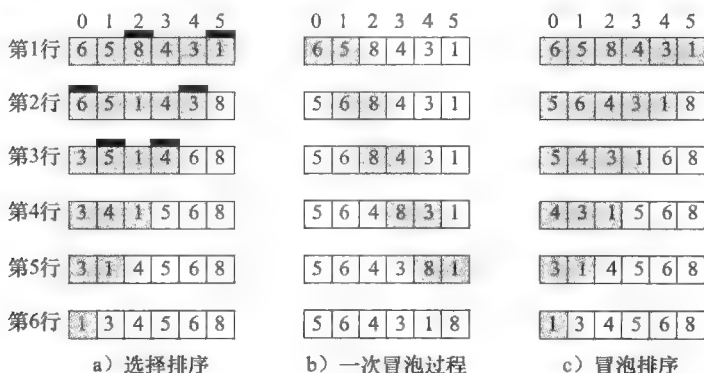 0 1 2 3 4 5 0 1 2 3 4 5 0 1 2 3 4 5
第1行 6 5 8 4 3 1 6 5 8 4 3 1 6 5 8 4 3 1
第2行 6 5 1 4 3 8 5 6 8 4 3 1 5 6 4 3 1 8
第3行 3 5 1 4 6 8 5 6 8 4 3 1 5 4 3 1 6 8
第4行 3 4 1 5 6 8 5 6 4 8 3 1 4 3 1 5 6 8
第5行 3 1 4 5 6 8 5 6 4 3 8 1 3 1 4 5 6 8
第6行 1 3 4 5 6 8 5 6 4 3 1 8 1 3 4 5 6 8
a）选择排序 b）一次冒泡过程 c）冒泡排序